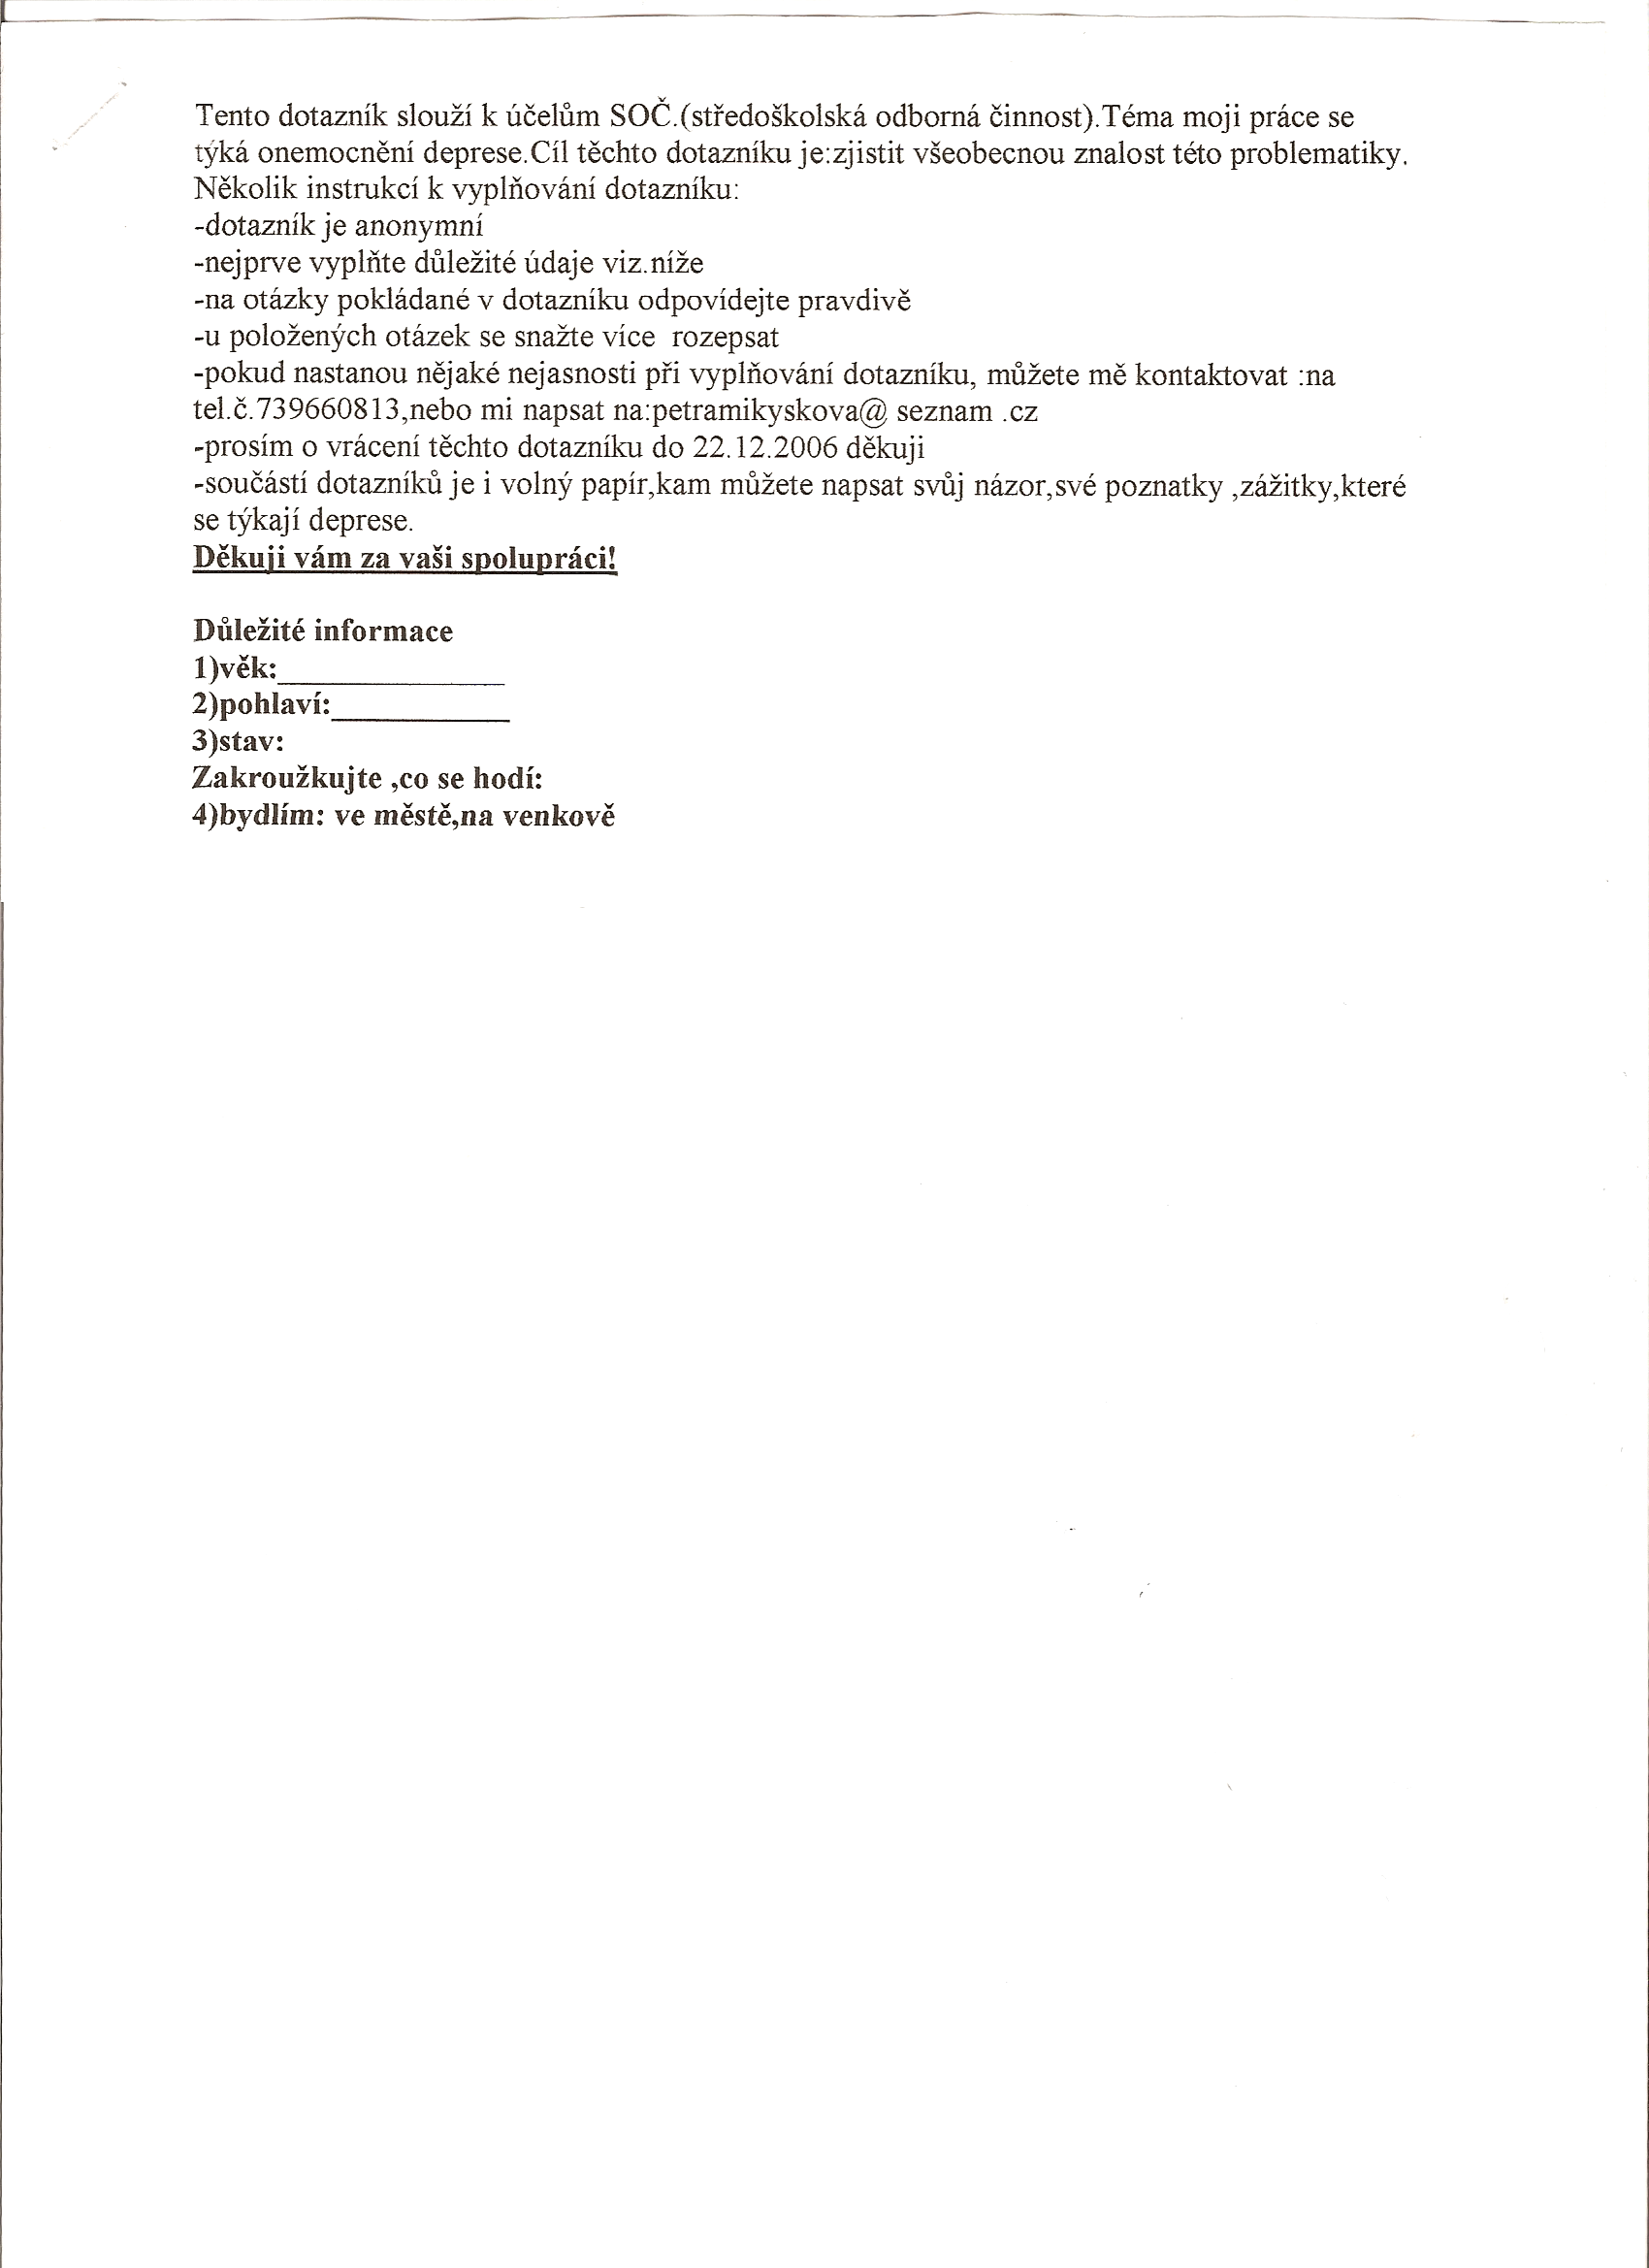 Tento dotazník slouží k účelům SOČ.(středoškolská odborná činnost).Téma moji práce se
týká onemocnění deprese.Cíl těchto dotazníku je:zjistit všeobecnou znalost této problematiky.
Několik instrukcí k vyplňování dotazníku:
-dotazník je anonymní
-nejprve vyplňte důležité údaje viz.níže
-na otázky pokládané v dotazníku odpovídejte pravdivě
-u položených otázek se snažte více  rozepsat
-pokud nastanou nějaké nejasnosti při vyplňování dotazníku, můžete mě kontaktovat :na
tel.č.739660813,nebo mi napsat na:petramikyskova@ seznam .cz
-prosím o vrácení těchto dotazníku do 22.12.2006 děkuji
-součástí dotazníků je i volný papír,kam můžete napsat svůj názor,své poznatky ,zážitky,které
se týkají deprese.
Děkuji vám za vaši spolupráci!
Důležité informace
1)věk:______________
2)pohlaví:___________
3)stav:
Zakroužkujte ,co se hodí:
4)bydlím: ve městě,na venkově